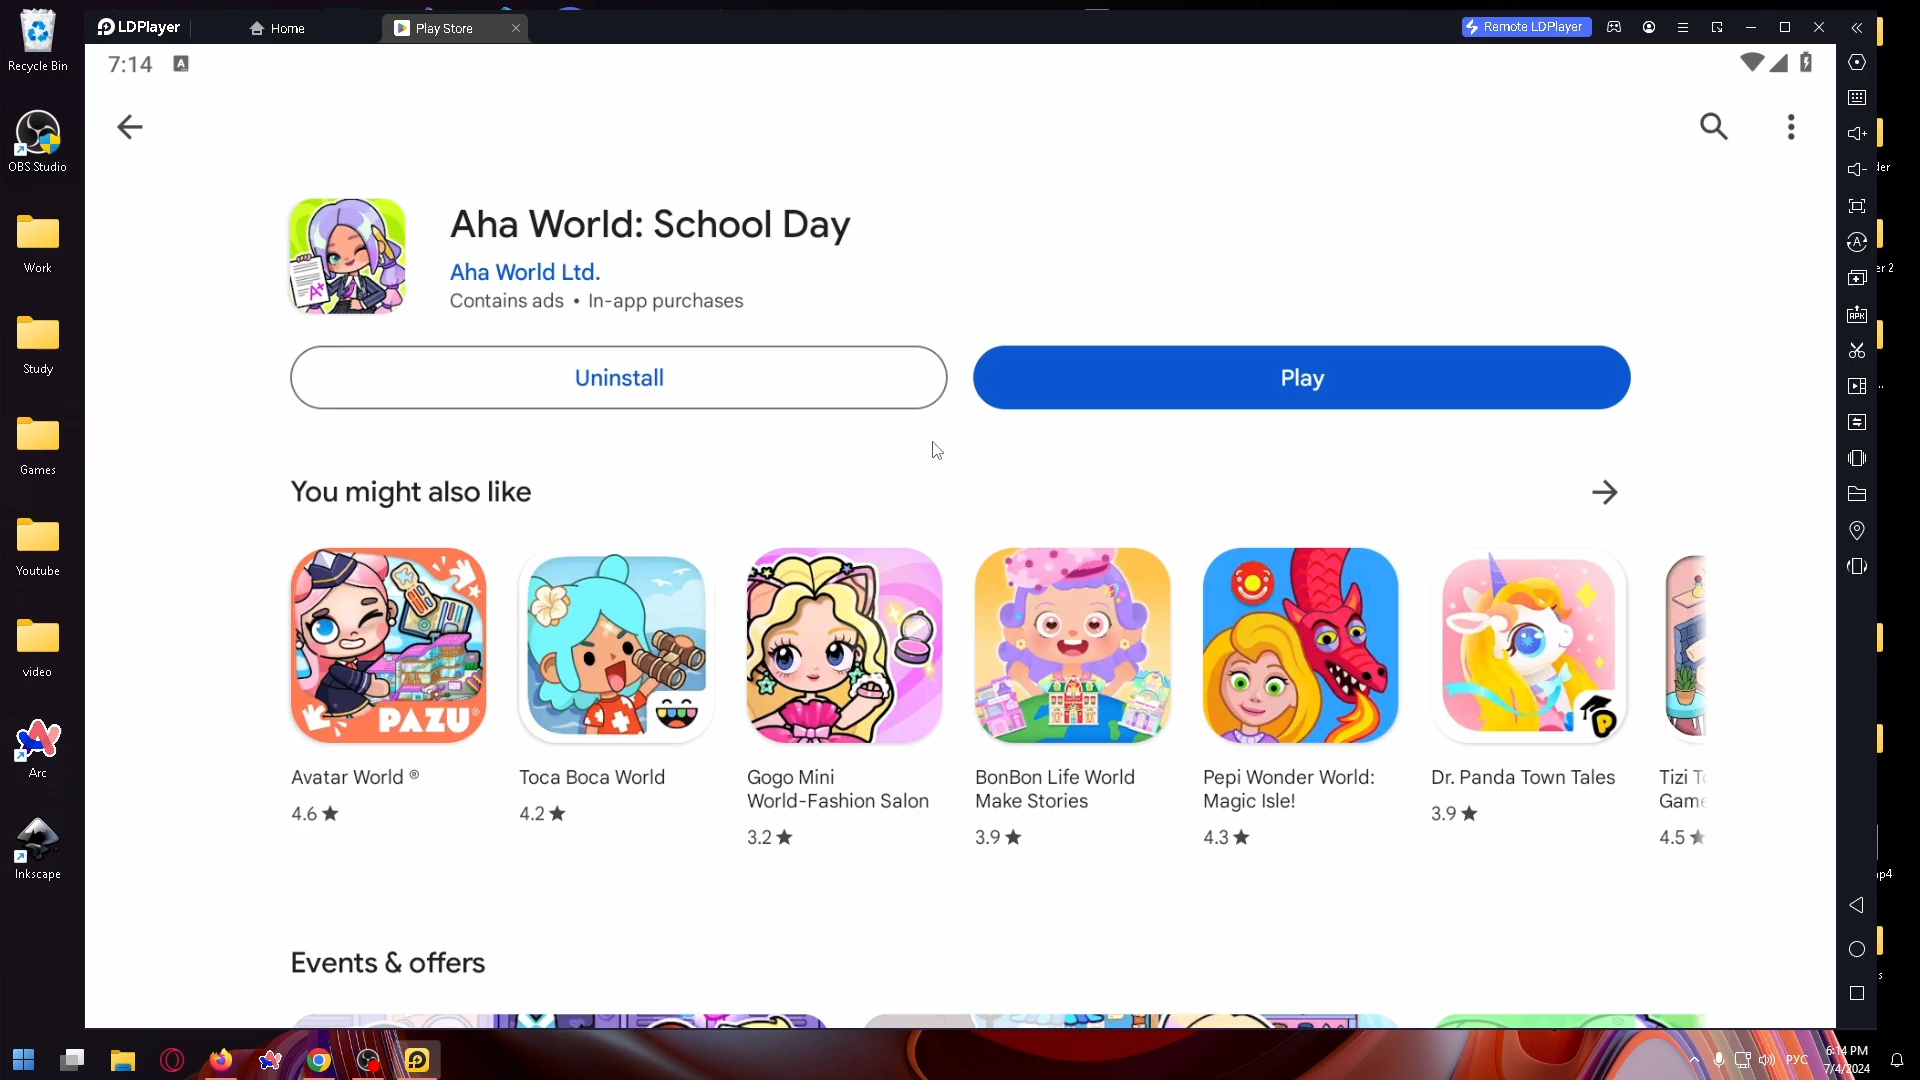 Recycle Bin
OBS Studio
Work
Study
Games
Youtube
video
Arc
Inkscape
LDPlayer
Home
Play Store
Remote LDPlayer
7:14
A
Aha World: School Day
Aha World Ltd.
Contains ads • In-app purchases
A+
Uninstall
Play
You might also like
PAZU®
Avatar World ®
4.6 ★
Toca Boca World
4.2 ★
Gogo Mini
World-Fashion Salon
3.2 ★
BonBon Life World
Make Stories
3.9 ★
Pepi Wonder World:
Magic Isle!
4.3 ★
Dr. Panda Town Tales
3.9 ★
4.5 ★
Events & offers
APK
РУС
6:14 PM
7/4/2024